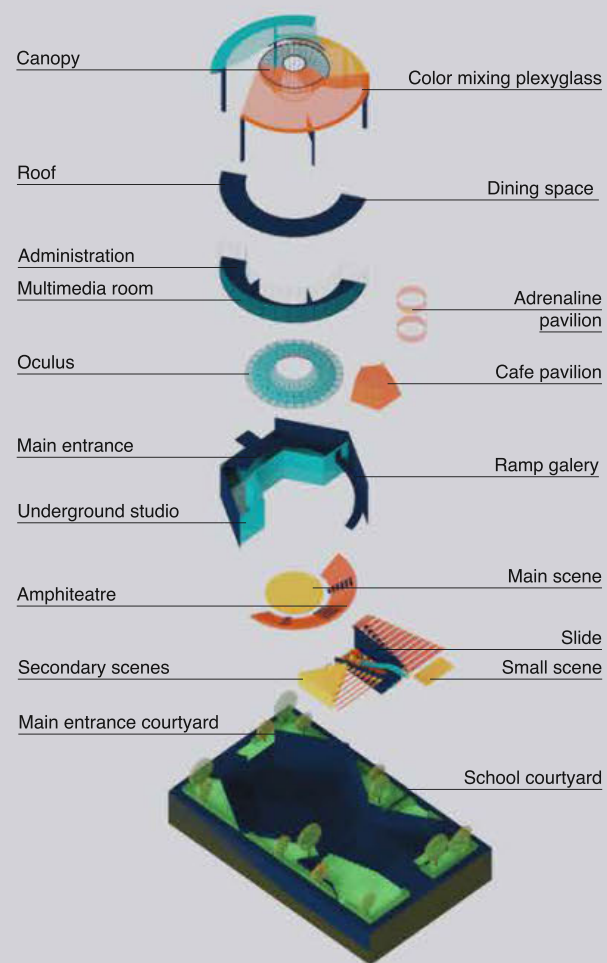 Canopy
Color mixing plexyglass
Roof
Dining space
Administration
Multimedia room
Adrenaline
pavilion
Oculus
Cafe pavilion
Main entrance
Ramp galery
Underground studio
Main scene
Amphiteatre
Slide
Secondary scenes
Small scene
Main entrance courtyard
School courtyard